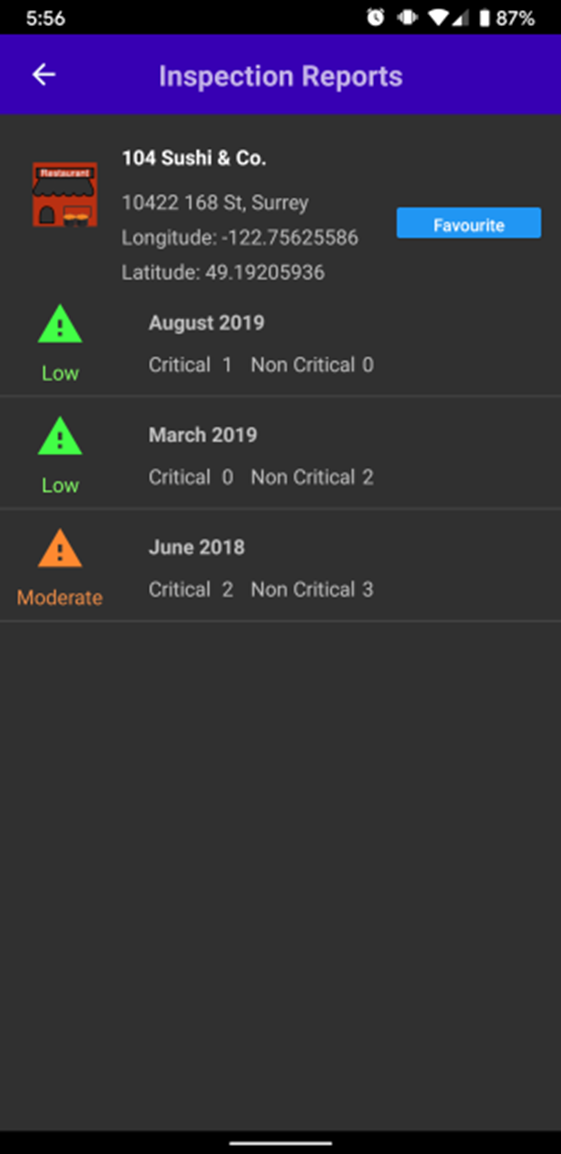 5:56 87%
Inspection Reports
Restaurant
104 Sushi & Co.
10422 168 St, Surrey
Longitude: -122.75625586
Latitude: 49.19205936
Favourite
August 2019
Critical 1 Non Critical 0
Low
March 2019
Critical 0 Non Critical 2
Low
June 2018
Critical 2 Non Critical 3
Moderate